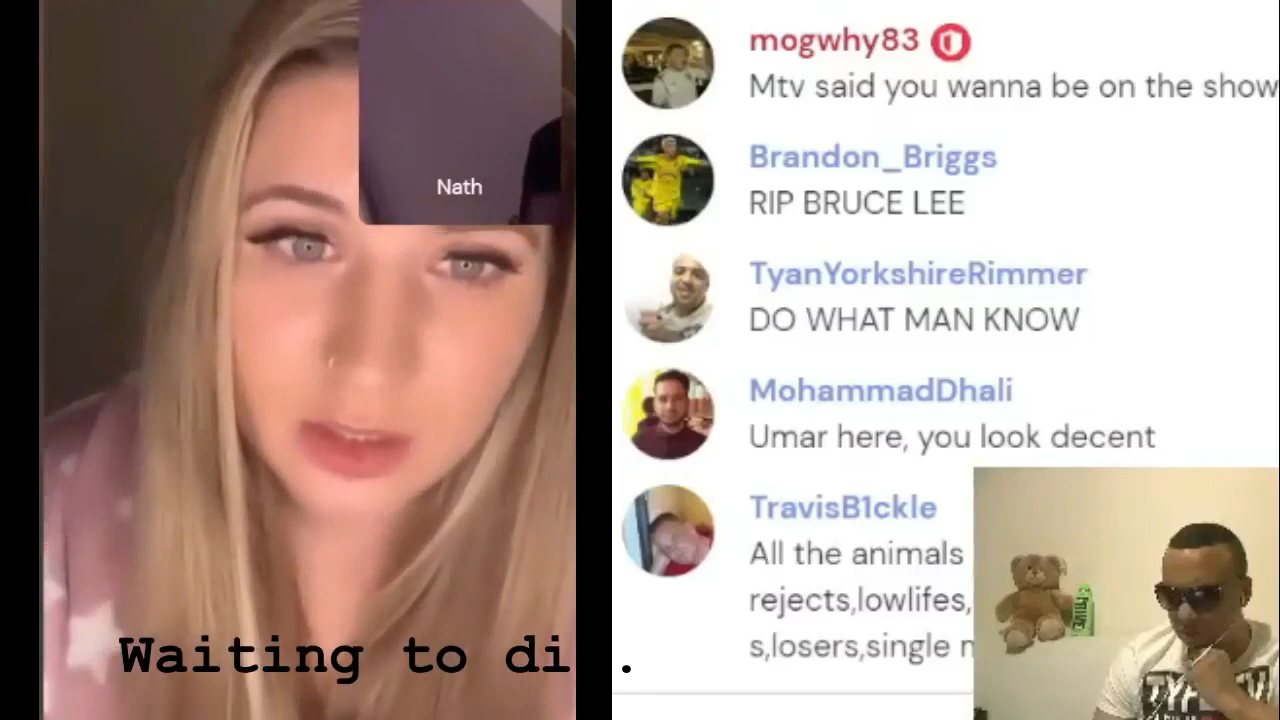 Nath
Waiting to di .
mogwhy83
Mtv said you wanna be on the show
Brandon_Briggs
RIP BRUCE LEE
TyanYorkshireRimmer
DO WHAT MAN KNOW
MohammadDhali
Umar here, you look decent
TravisB1ckle
All the animals
rejects,lowlifes,
s,losers,single